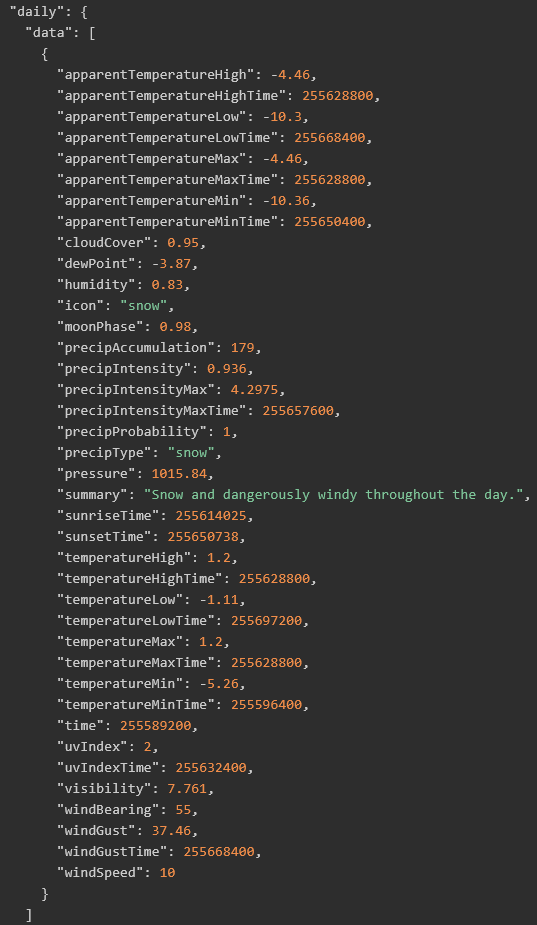 "daily": {
"data": [
{
"apparentTemperatureHigh": -4.46,
"apparentTemperatureHighTime": 255628800,
"apparentTemperatureLow": -10.3,
"apparentTemperatureLowTime": 255668400,
"apparentTemperatureMax": -4.46,
"apparentTemperatureMaxTime": 255628800,
"apparentTemperatureMin": -10.36,
"apparentTemperatureMinTime": 255650400,
"cloudCover": 0.95,
"dewPoint": -3.87,
"humidity": 0.83,
"icon": "snow",
"moonPhase": 0.98,
"precipAccumulation": 179,
"precipIntensity": 0.936,
"precipIntensityMax": 4.2975,
"precipIntensityMaxTime": 255657600,
"precipProbability": 1,
"precipType": "snow",
"pressure": 1015.84,
"summary": "Snow and dangerously windy throughout the day.",
"sunriseTime": 255614025,
"sunsetTime": 255650738,
"temperatureHigh": 1.2,
"temperatureHighTime": 255628800,
"temperatureLow": -1.11,
"temperatureLowTime": 255697200,
"temperatureMax": 1.2,
"temperatureMaxTime": 255628800,
"temperatureMin": -5.26,
"temperatureMinTime": 255596400,
"time": 255589200,
"uvIndex": 2,
"uvIndexTime": 255632400,
"visibility": 7.761,
"windBearing": 55,
"windGust": 37.46,
"windGustTime": 255668400,
"windSpeed": 10
}
]